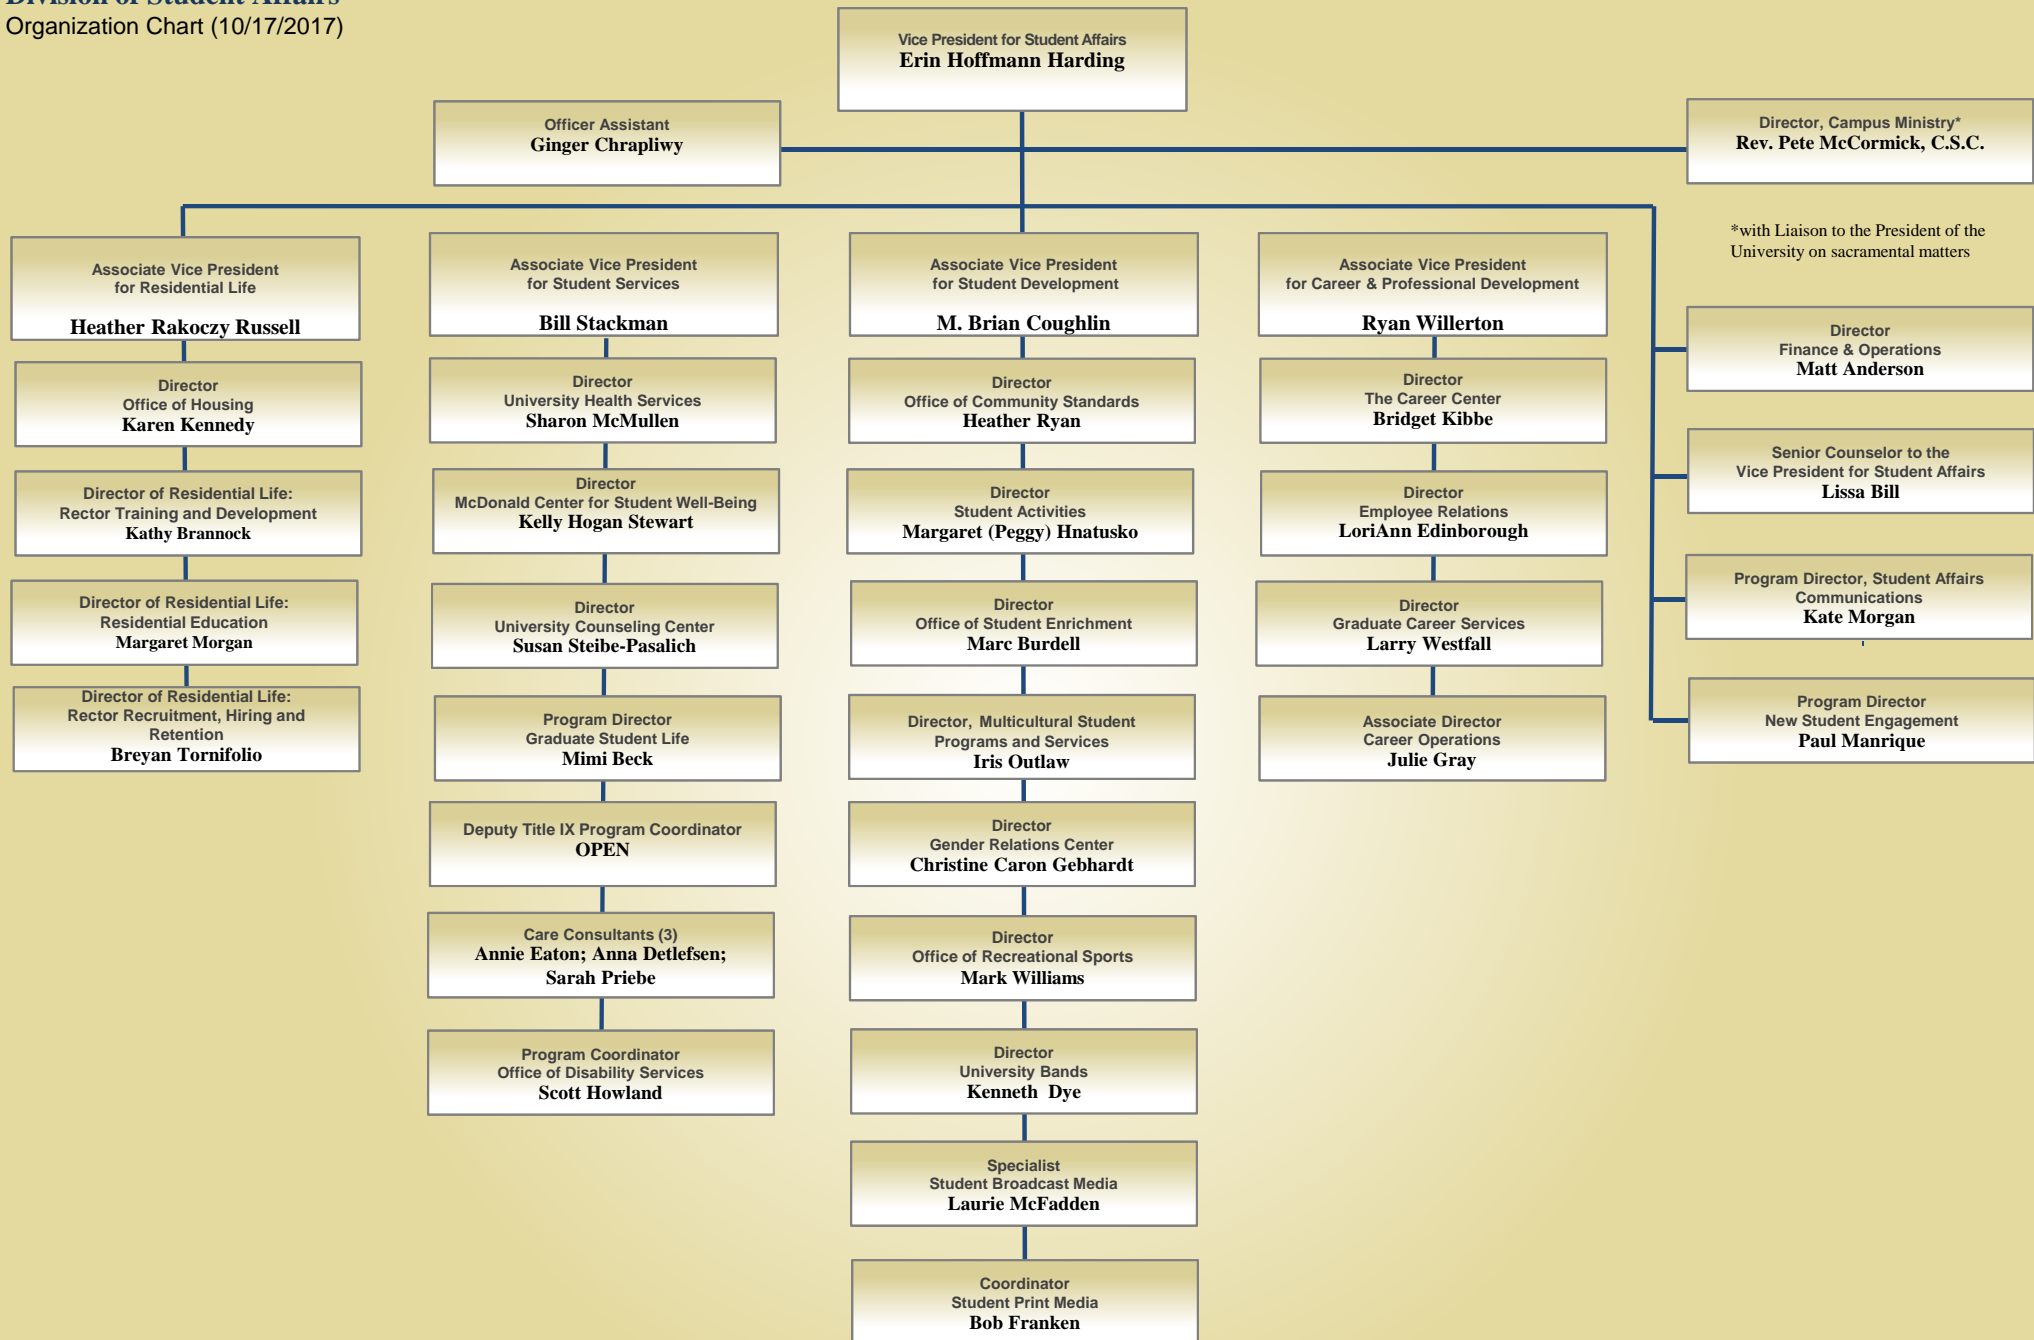 Division of Student Affairs
Organization Chart (10/17/2017)
Vice President for Student Affairs
Erin Hoffmann Harding
Officer Assistant
Ginger Chrapliwy
Director, Campus Ministry*
Rev. Pete McCormick, C.S.C.
*with Liaison to the President of the
University on sacramental matters
Associate Vice President
for Residential Life
Heather Rakoczy Russell
Director
Office of Housing
Karen Kennedy
Director of Residential Life:
Rector Training and Development
Kathy Brannock
Director of Residential Life:
Residential Education
Margaret Morgan
Director of Residential Life:
Rector Recruitment, Hiring and
Retention
Breyan Tornifolio
Associate Vice President
for Student Services
Bill Stackman
Director
University Health Services
Sharon McMullen
Director
McDonald Center for Student Well-Being
Kelly Hogan Stewart
Director
University Counseling Center
Susan Steibe-Pasalich
Program Director
Graduate Student Life
Mimi Beck
Deputy Title IX Program Coordinator
OPEN
Care Consultants (3)
Annie Eaton; Anna Detlefsen;
Sarah Priebe
Program Coordinator
Office of Disability Services
Scott Howland
Associate Vice President
for Student Development
M. Brian Coughlin
Director
Office of Community Standards
Heather Ryan
Director
Student Activities
Margaret (Peggy) Hnatusko
Director
Office of Student Enrichment
Marc Burdell
Director, Multicultural Student
Programs and Services
Iris Outlaw
Director
Gender Relations Center
Christine Caron Gebhardt
Director
Office of Recreational Sports
Mark Williams
Director
University Bands
Kenneth Dye
Specialist
Student Broadcast Media
Laurie McFadden
Coordinator
Student Print Media
Bob Franken
Associate Vice President
for Career & Professional Development
Ryan Willerton
Director
The Career Center
Bridget Kibbe
Director
Employee Relations
LoriAnn Edinborough
Director
Graduate Career Services
Larry Westfall
Associate Director
Career Operations
Julie Gray
Director
Finance & Operations
Matt Anderson
Senior Counselor to the
Vice President for Student Affairs
Lissa Bill
Program Director, Student Affairs
Communications
Kate Morgan
Program Director
New Student Engagement
Paul Manrique